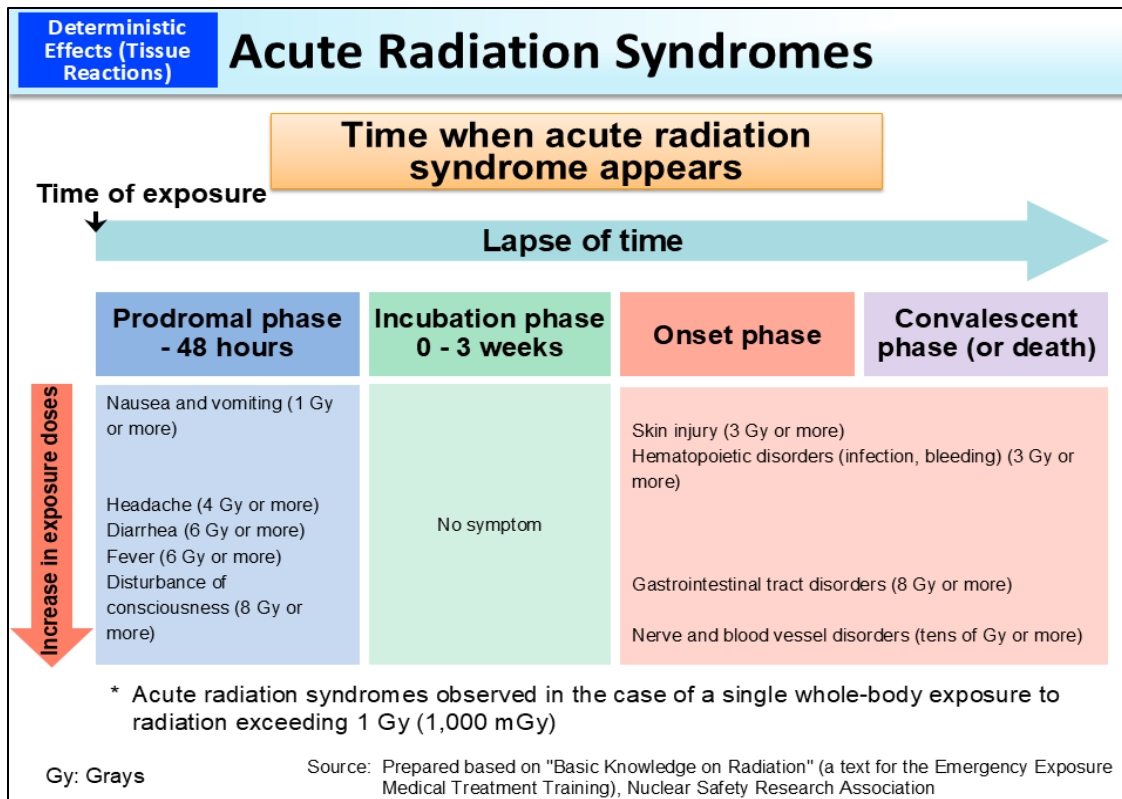 Deterministic
Effects (Tissue
Reactions)
Acute Radiation Syndromes
Time when acute radiation
syndrome appears
Time of exposure
Lapse of time
Prodromal phase
- 48 hours
Incubation phase
0 - 3 weeks
Onset phase
Convalescent
phase (or death)
Increase in exposure doses
Nausea and vomiting (1 Gy
or more)
Headache (4 Gy or more)
Diarrhea (6 Gy or more)
Fever (6 Gy or more)
Disturbance of
consciousness (8 Gy or
more)
No symptom
Skin injury (3 Gy or more)
Hematopoietic disorders (infection, bleeding) (3 Gy or
more)
Gastrointestinal tract disorders (8 Gy or more)
Nerve and blood vessel disorders (tens of Gy or more)
* Acute radiation syndromes observed in the case of a single whole-body exposure to
radiation exceeding 1 Gy (1,000 mGy)
Gy: Grays
Source: Prepared based on "Basic Knowledge on Radiation" (a text for the Emergency Exposure
Medical Treatment Training), Nuclear Safety Research Association